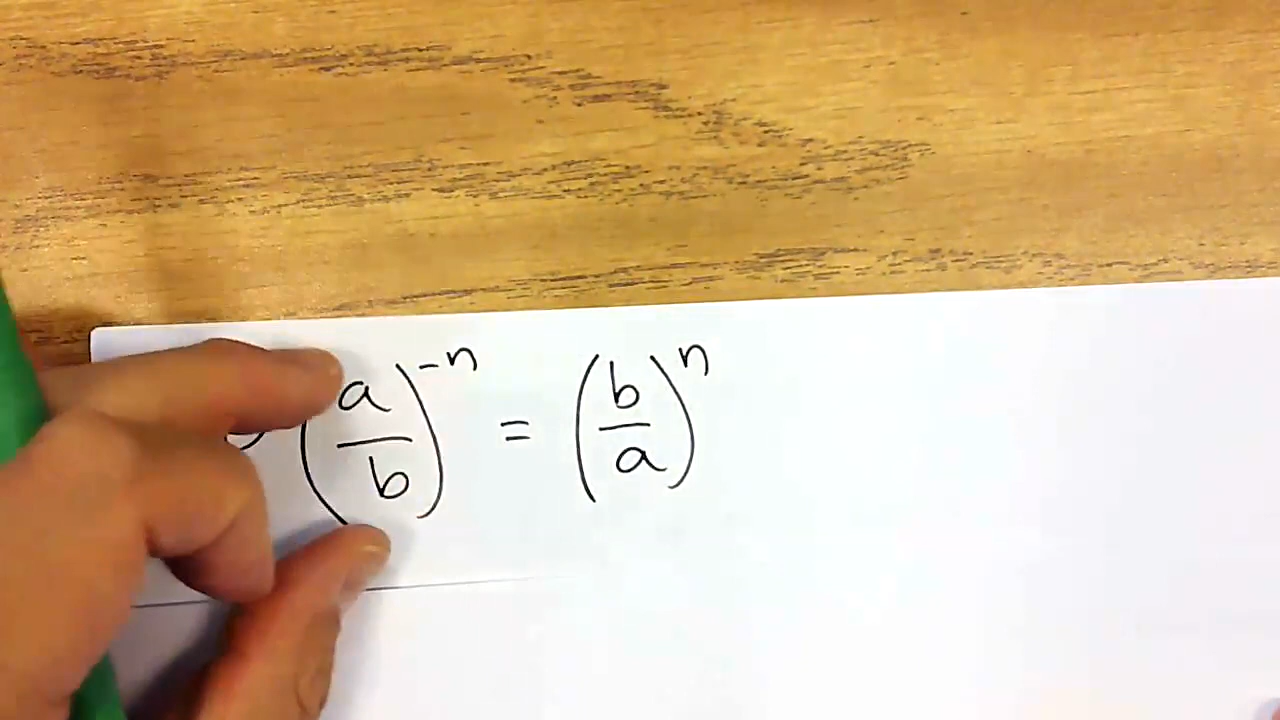 (a/b)^-n = (b/a)^n